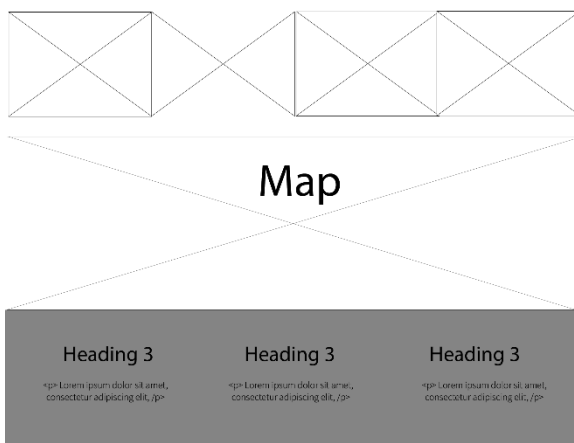 Map
Heading 3
<p> Lorem ipsum dolor sit amet,
consectetur adipiscing elit, /p>
Heading 3
<p> Lorem ipsum dolor sit amet,
consectetur adipiscing elit, /p>
Heading 3
<p> Lorem ipsum dolor sit amet,
consectetur adipiscing elit, /p>